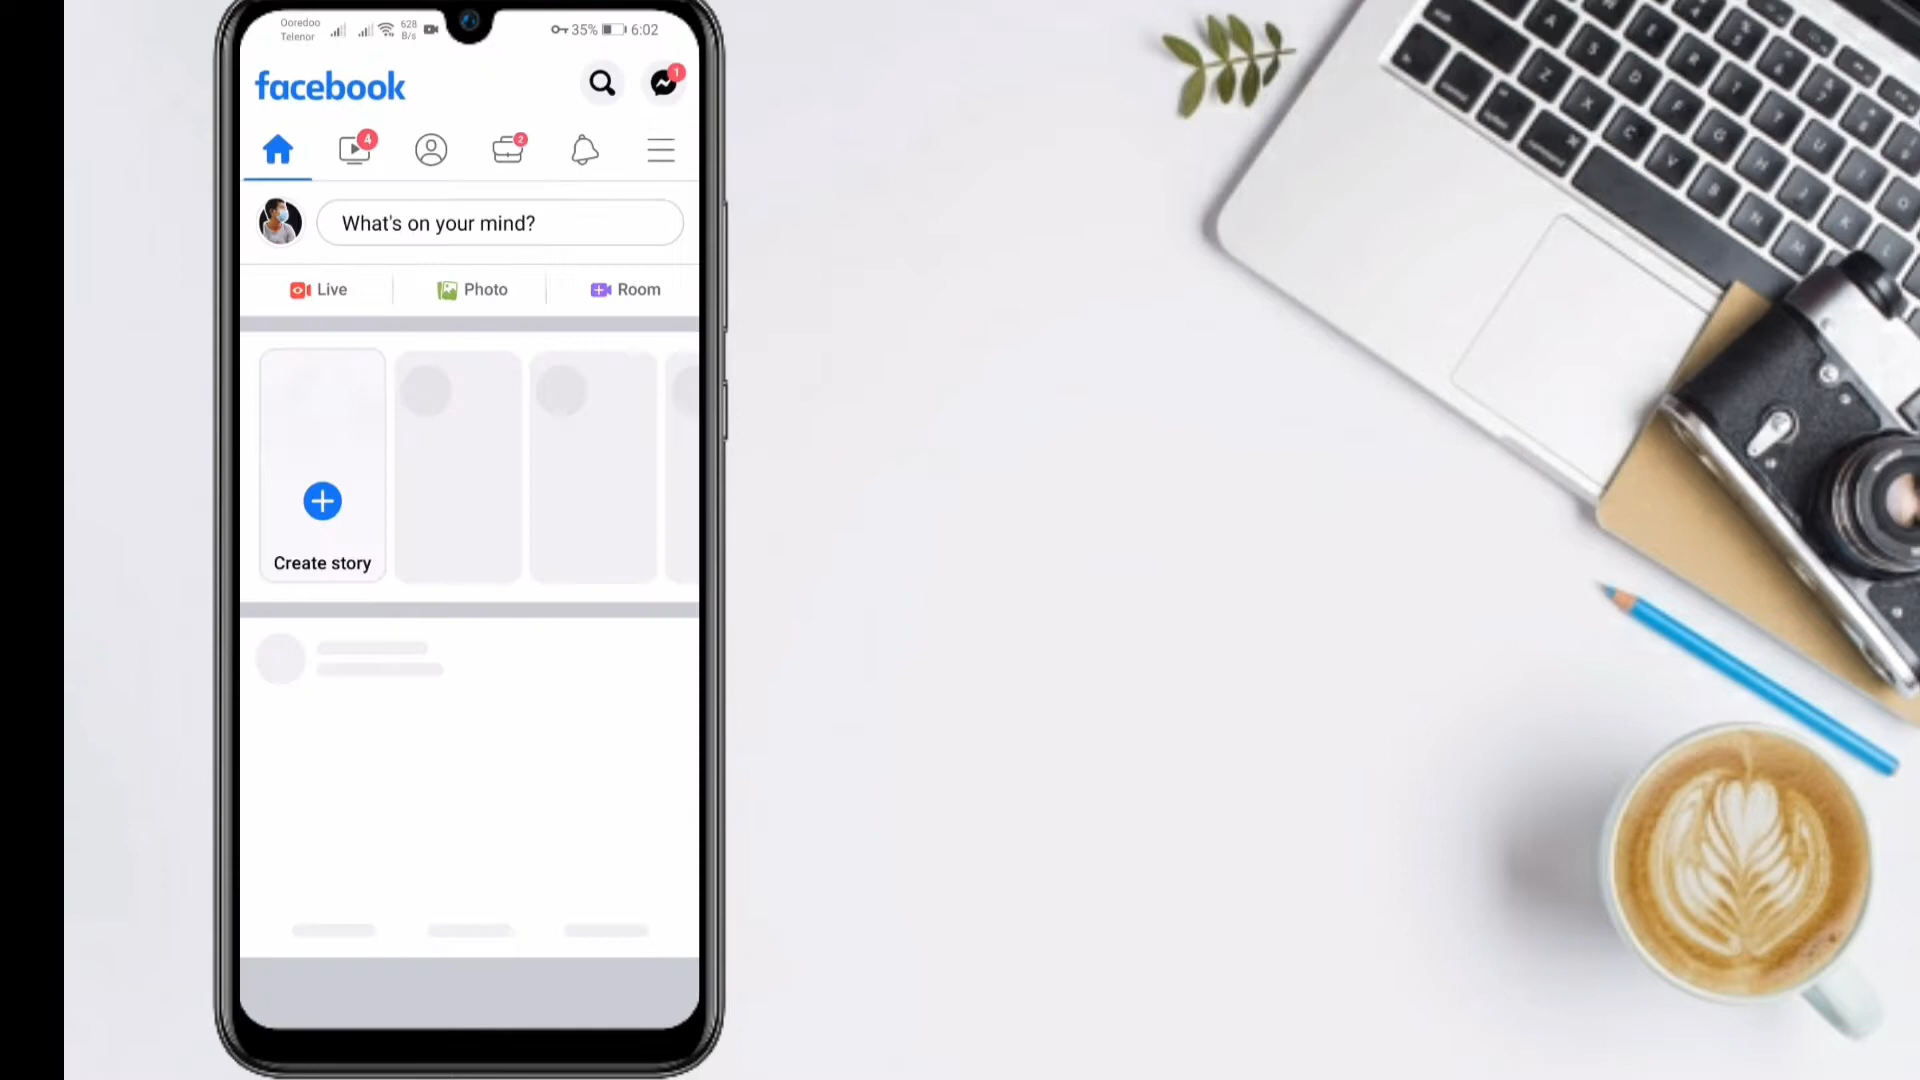 Ooredoo
Telenor
628
B/s
35%
6:02
facebook
1
4
2
What's on your mind?
Live
Photo
Room
Create story
A
S
E
D
Z
X
C
V
B
N
M
F
G
H
T
Y
U
J
K
L
O
command